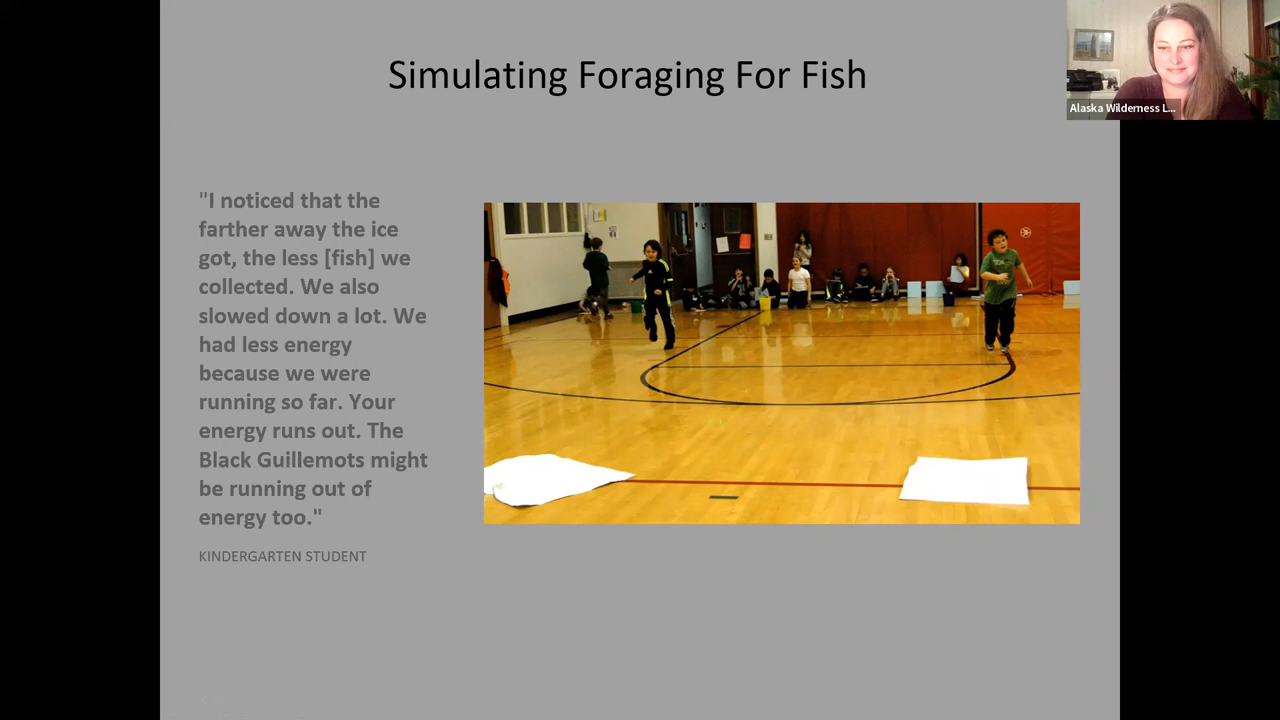 Simulating Foraging For Fish
Alaska Wilderness L...
"I noticed that the
farther away the ice
got, the less [fish] we
collected. We also
slowed down a lot. We
had less energy
because we were
running so far. Your
energy runs out. The
Black Guillemots might
be running out of
energy too."
KINDERGARTEN STUDENT